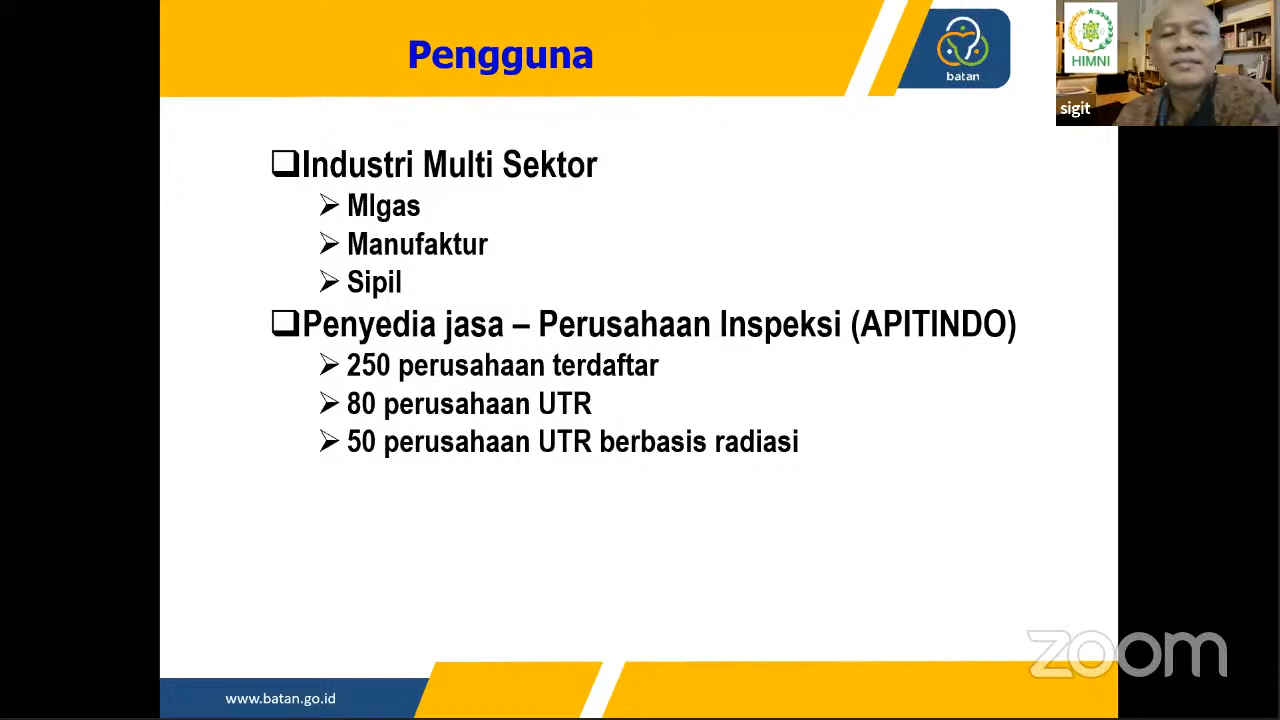 Pengguna
batan
HIMNI
sigit
Industri Multi Sektor
MIgas
Manufaktur
Sipil
Penyedia jasa – Perusahaan Inspeksi (APITINDO)
250 perusahaan terdaftar
80 perusahaan UTR
50 perusahaan UTR berbasis radiasi
zoom
www.batan.go.id